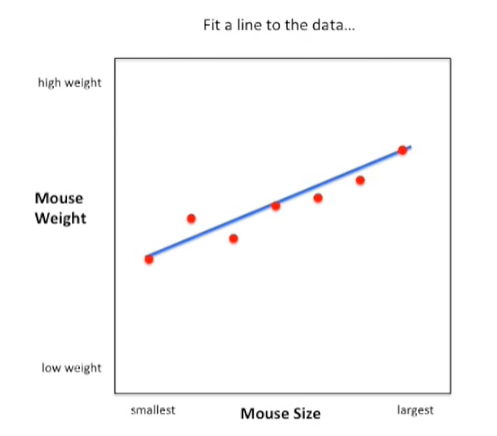 Fit a line to the data...
high weight
Mouse
Weight
low weight
smallest
Mouse Size
largest